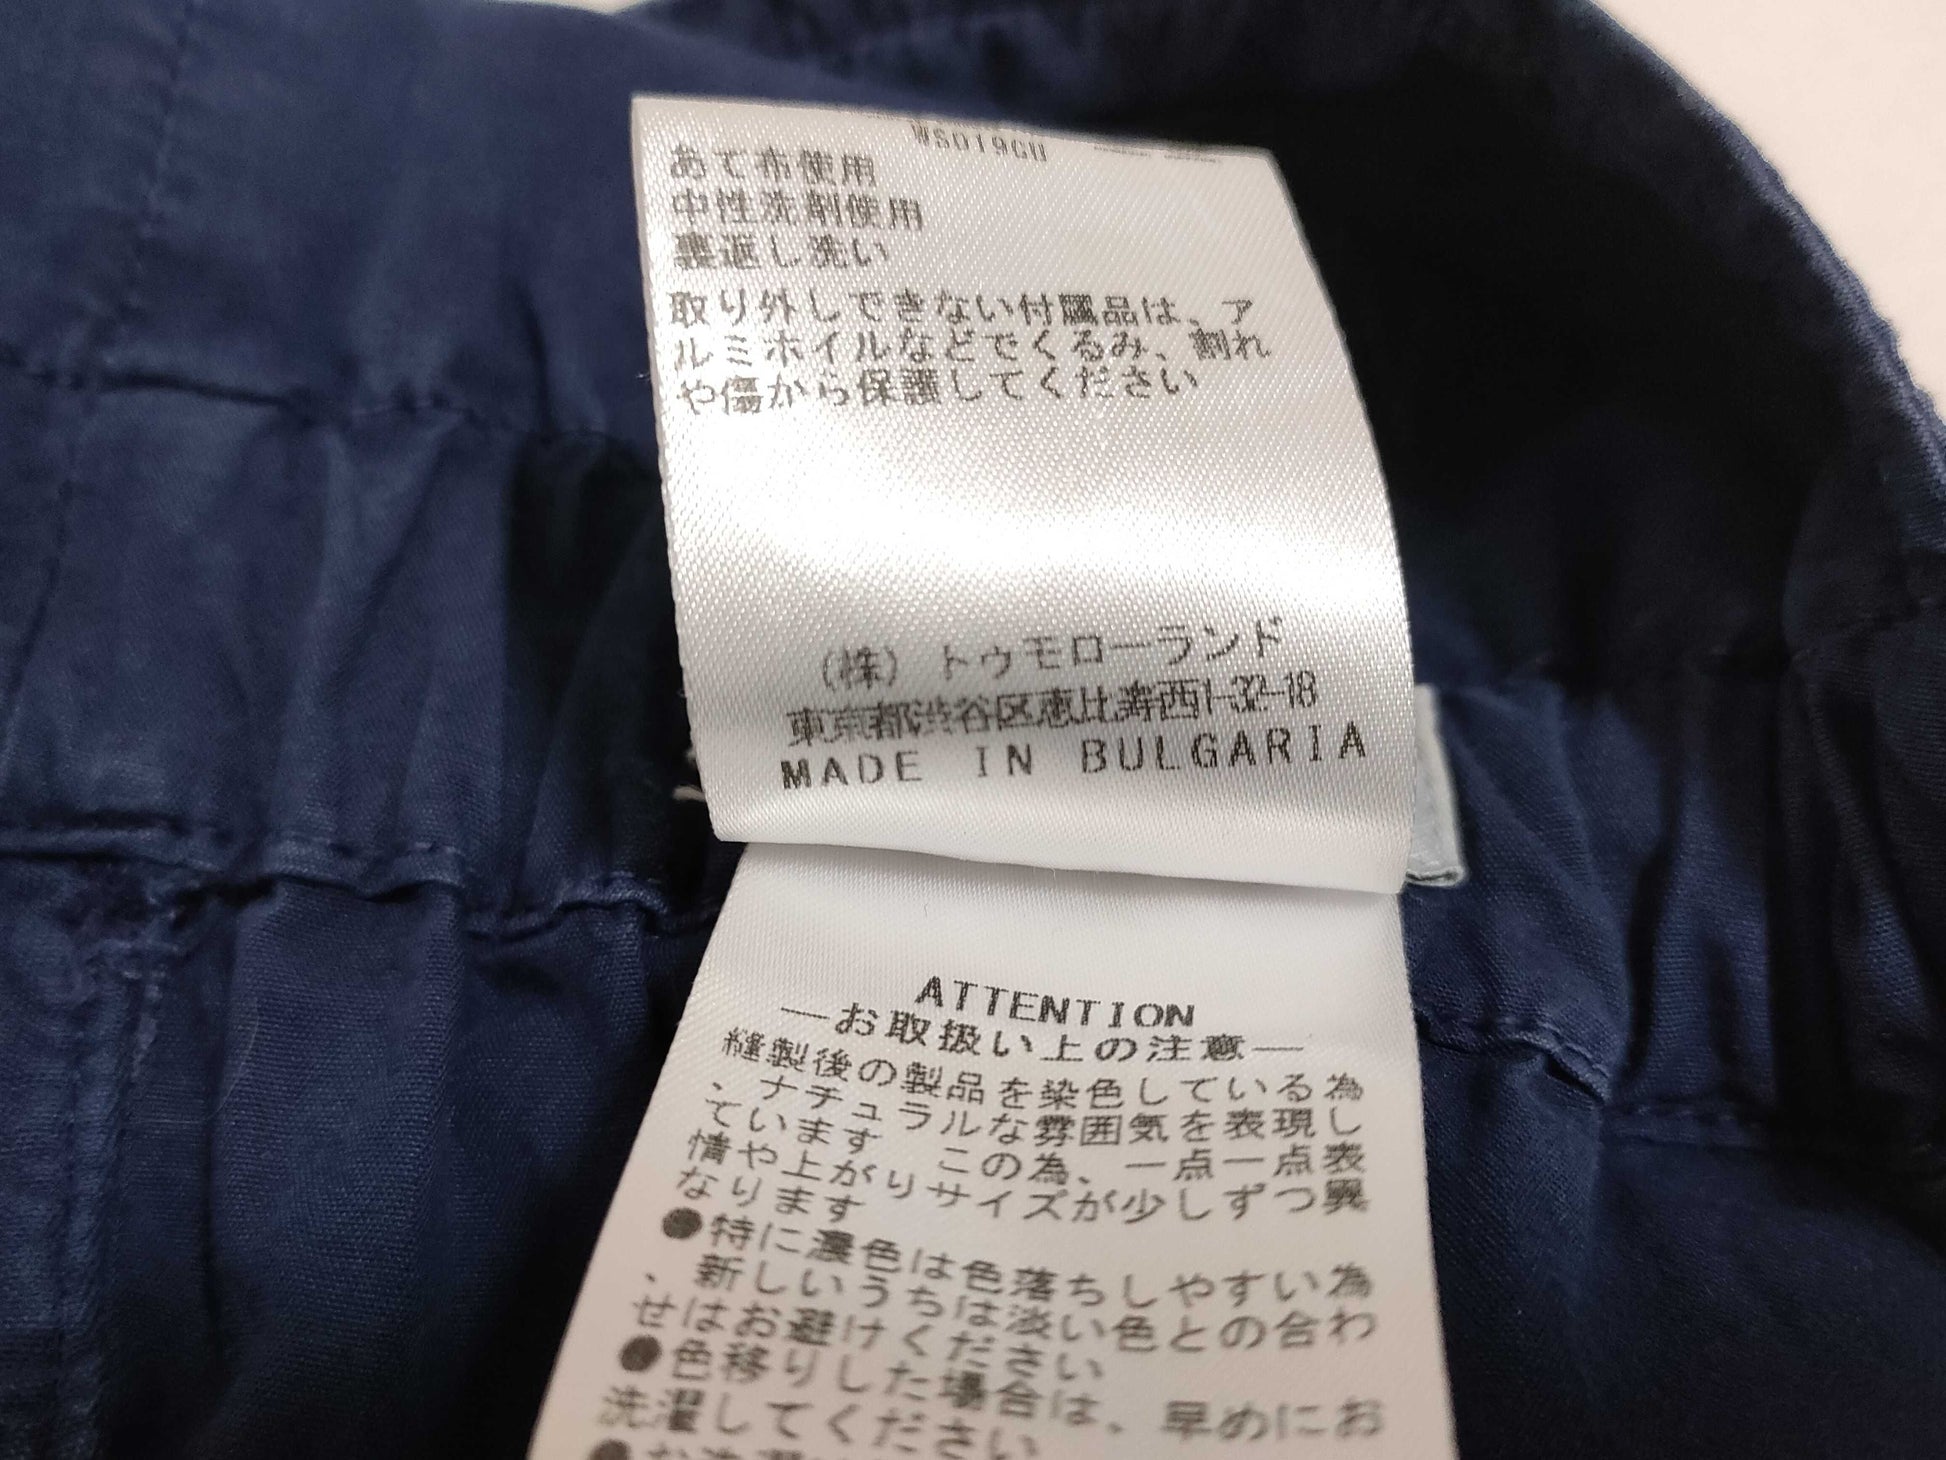 WS019GU
あて布使用
中性洗剤使用
裏返し洗い
取り外しできない付属品は、ア
ルミホイルなどでくるみ、割れ
や傷から保護してください
(株)トゥモローランド
東京都渋谷区恵比寿西1-32-18
MADE IN BULGARIA
ATTENTION
―お取扱い上の注意―
縫製後の製品を染色している為
、ナチュラルな雰囲気を表現し
ています この為、一点一点表
情や上がりサイズが少しずつ異
なります
●特に濃色は色落ちしやすい為
、新しいうちは淡い色との合わ
せはお避けください
●色移りした場合は、早めにお
洗濯してください